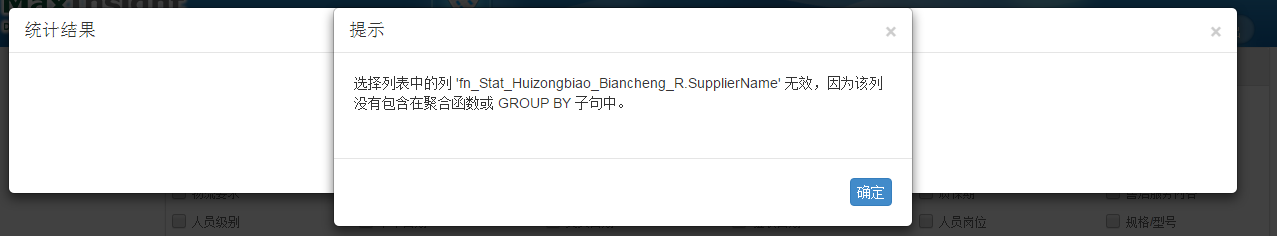 统计结果
×
提示
×
选择列表中的列 'fn_Stat_Huizongbiao_Biancheng_R.SupplierName' 无效，因为该列
没有包含在聚合函数或 GROUP BY 子句中。
确定
人员级别
人员岗位
规格/型号